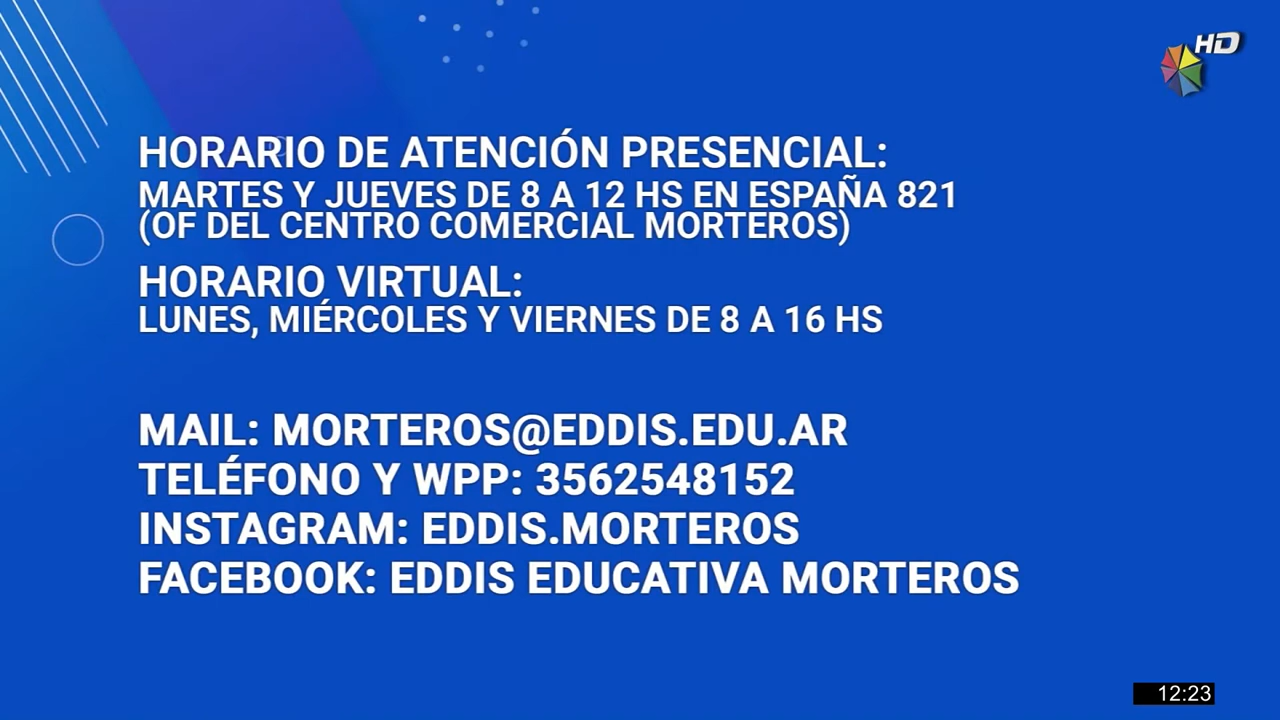 HD
HORARIO DE ATENCIÓN PRESENCIAL:
MARTES Y JUEVES DE 8 A 12 HS EN ESPAÑA 821
(OF DEL CENTRO COMERCIAL MORTEROS)
HORARIO VIRTUAL:
LUNES, MIÉRCOLES Y VIERNES DE 8 A 16 HS
MAIL: MORTEROS@EDDIS.EDU.AR
TELÉFONO Y WPP: 3562548152
INSTAGRAM: EDDIS.MORTEROS
FACEBOOK: EDDIS EDUCATIVA MORTEROS
12:23